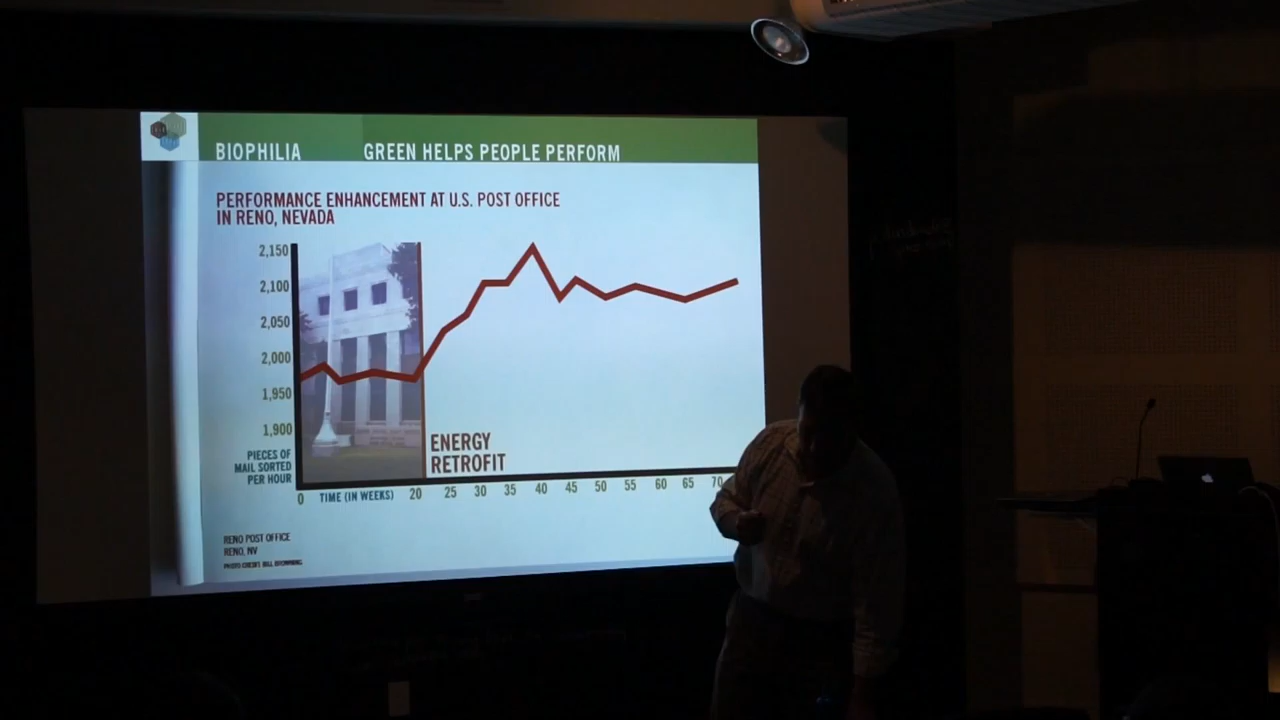 BIOPHILIA GREEN HELPS PEOPLE PERFORM
PERFORMANCE ENHANCEMENT AT U.S. POST OFFICE
IN RENO, NEVADA
2,150
2,100
2,050
2,000
1,950
1,900
PIECES OF
MAIL SORTED
PER HOUR
ENERGY
RETROFIT
0 TIME (IN WEEKS) 20 25 30 35 40 45 50 55 60 65 70
RENO POST OFFICE
RENO, NV
PHOTO CREDIT: BILL BROWNING